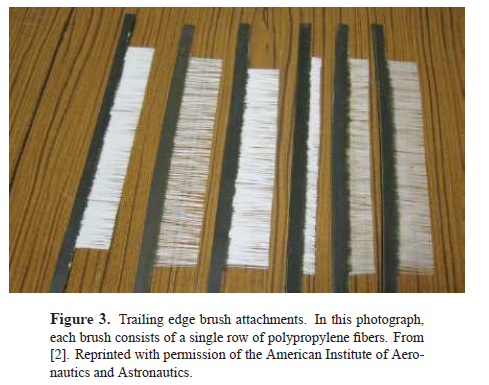 Figure 3. Trailing edge brush attachments. In this photograph,
each brush consists of a single row of polypropylene fibers. From
[2]. Reprinted with permission of the American Institute of Aero-
nautics and Astronautics.